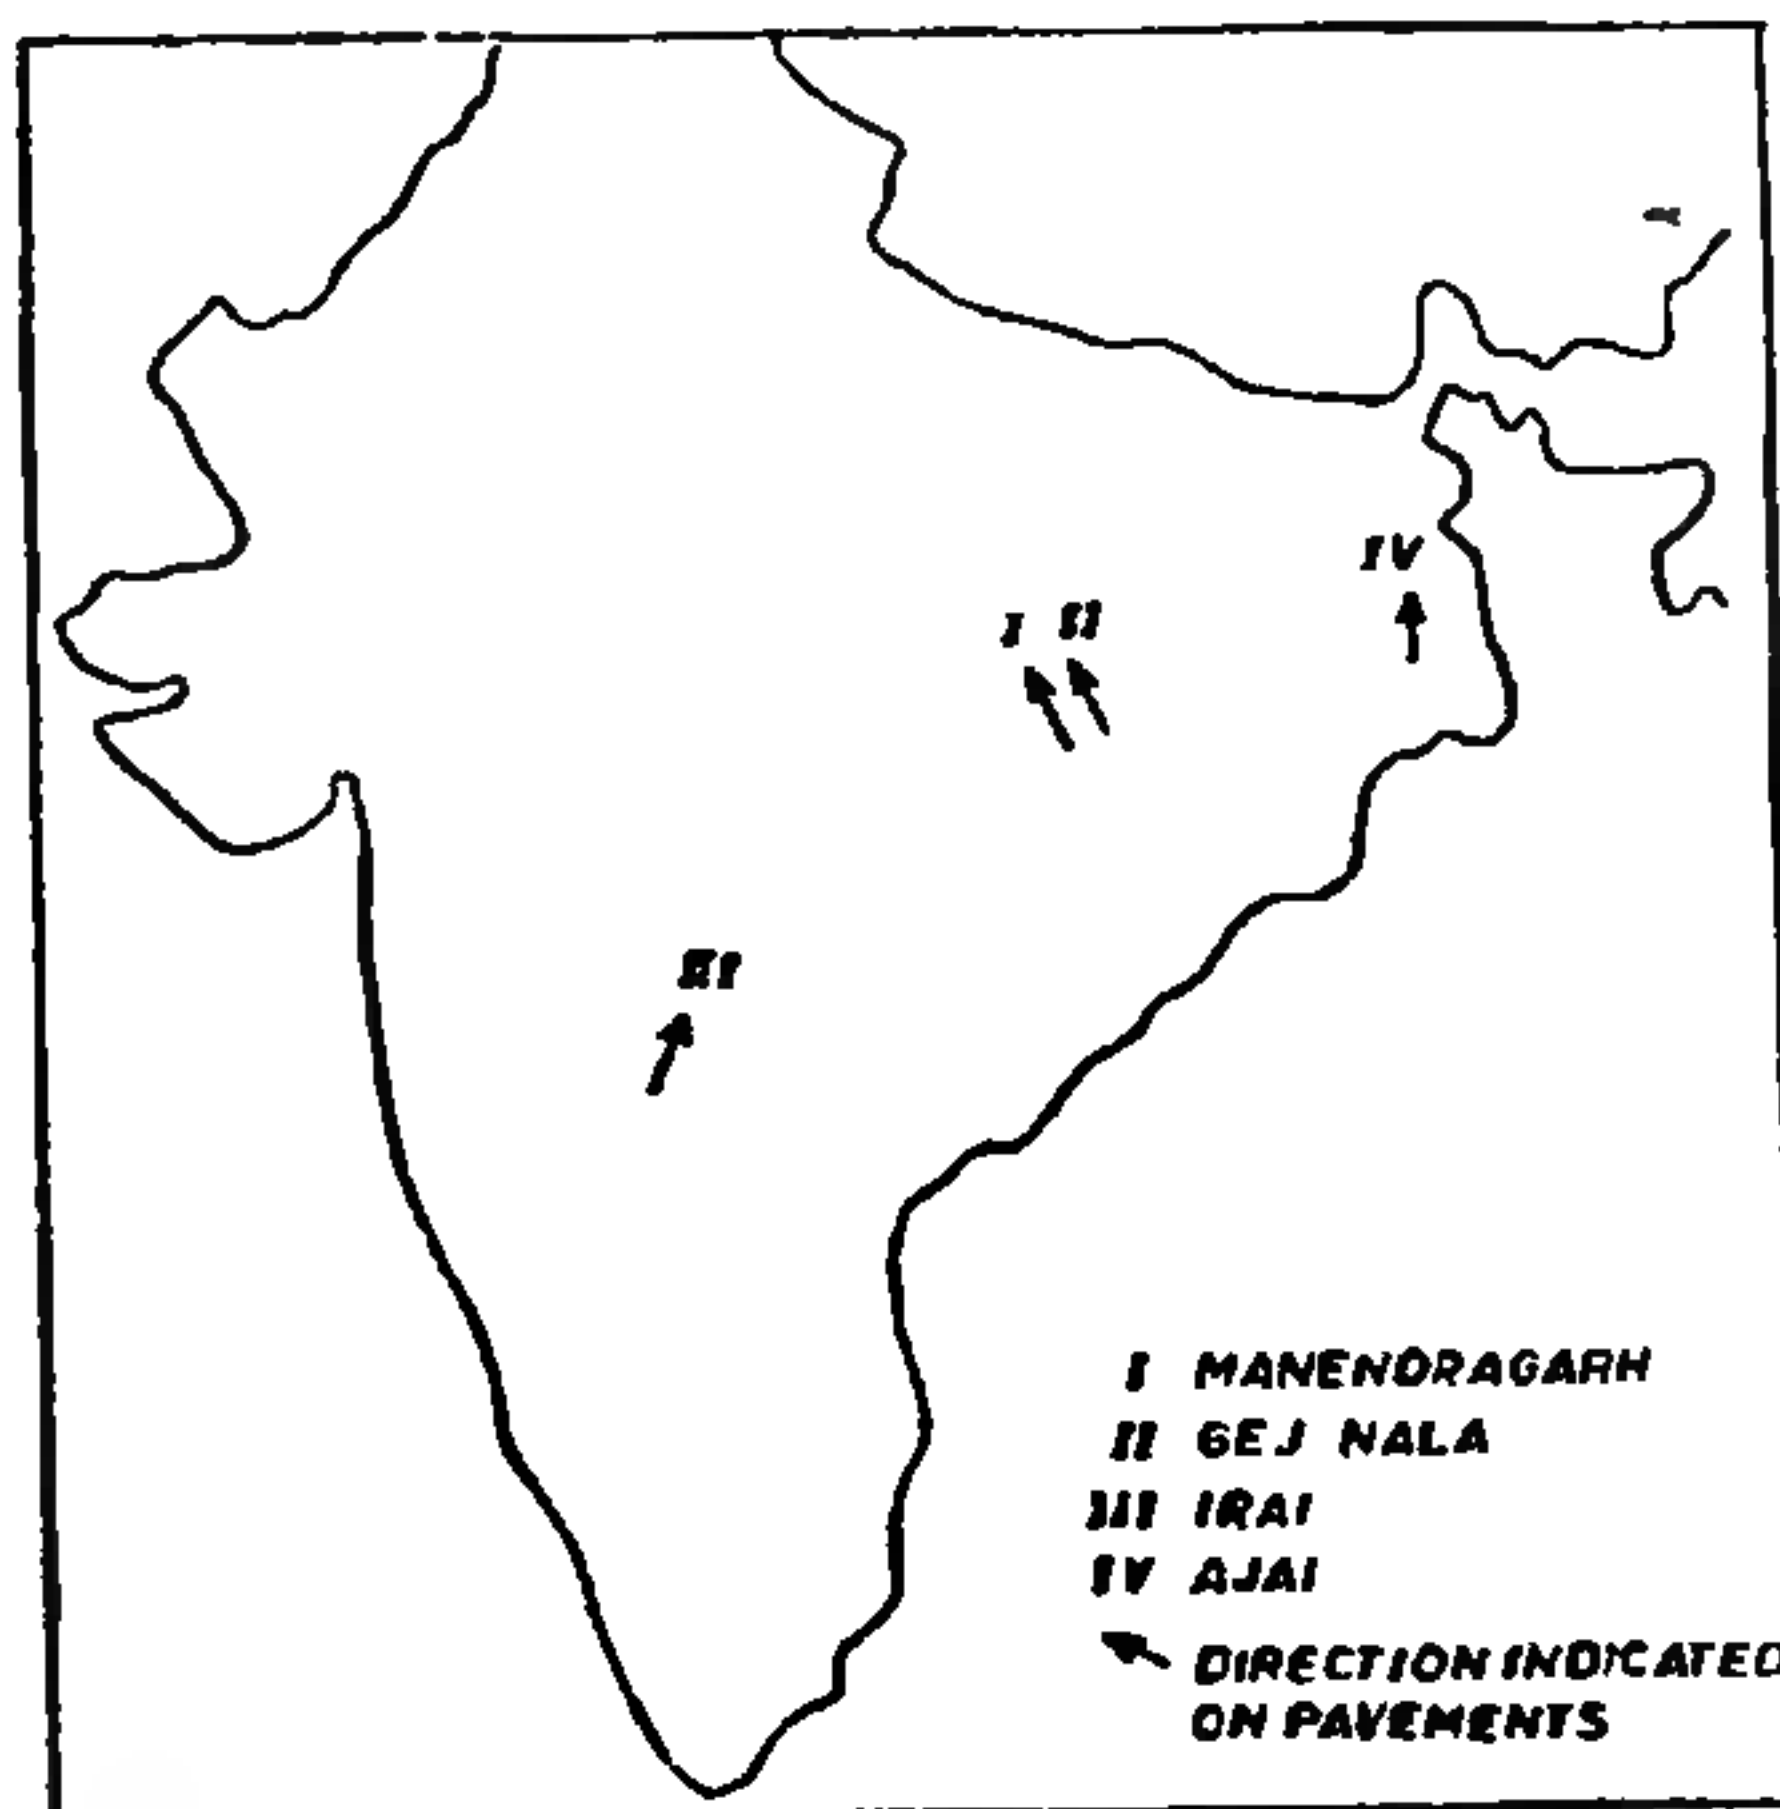 IV
I II
III
I MANENDRAGARH
II GEJ NALA
III IRAI
IV AJAI
DIRECTION INDICATED
ON PAVEMENTS